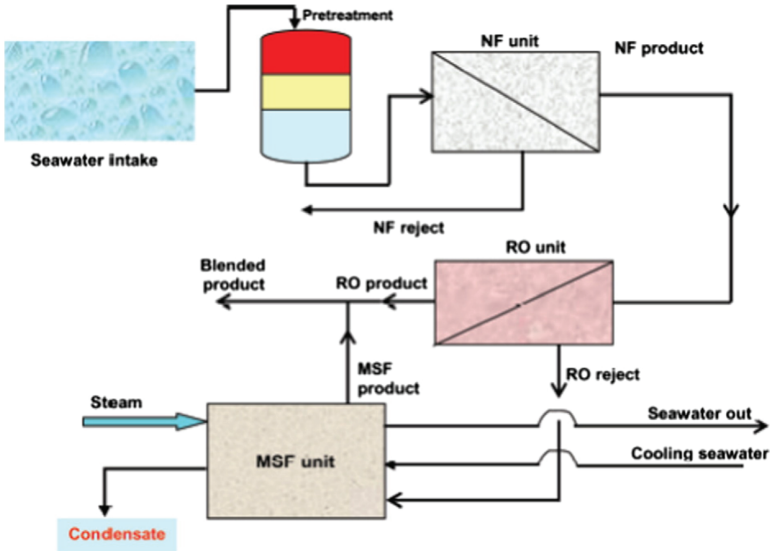 Pretreatment
NF unit
NF product
Seawater intake
NF reject
RO unit
Blended
product
RO product
MSF
product
RO reject
Steam
Seawater out
MSF unit
Cooling seawater
Condensate